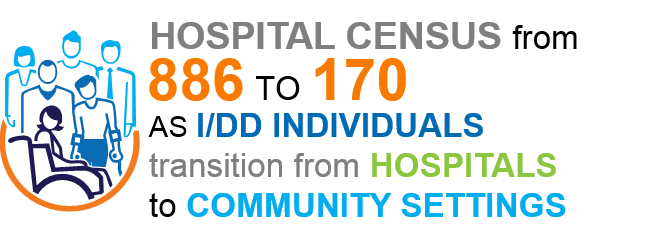 HOSPITAL CENSUS from
886 TO 170
AS I/DD INDIVIDUALS
transition from HOSPITALS
to COMMUNITY SETTINGS